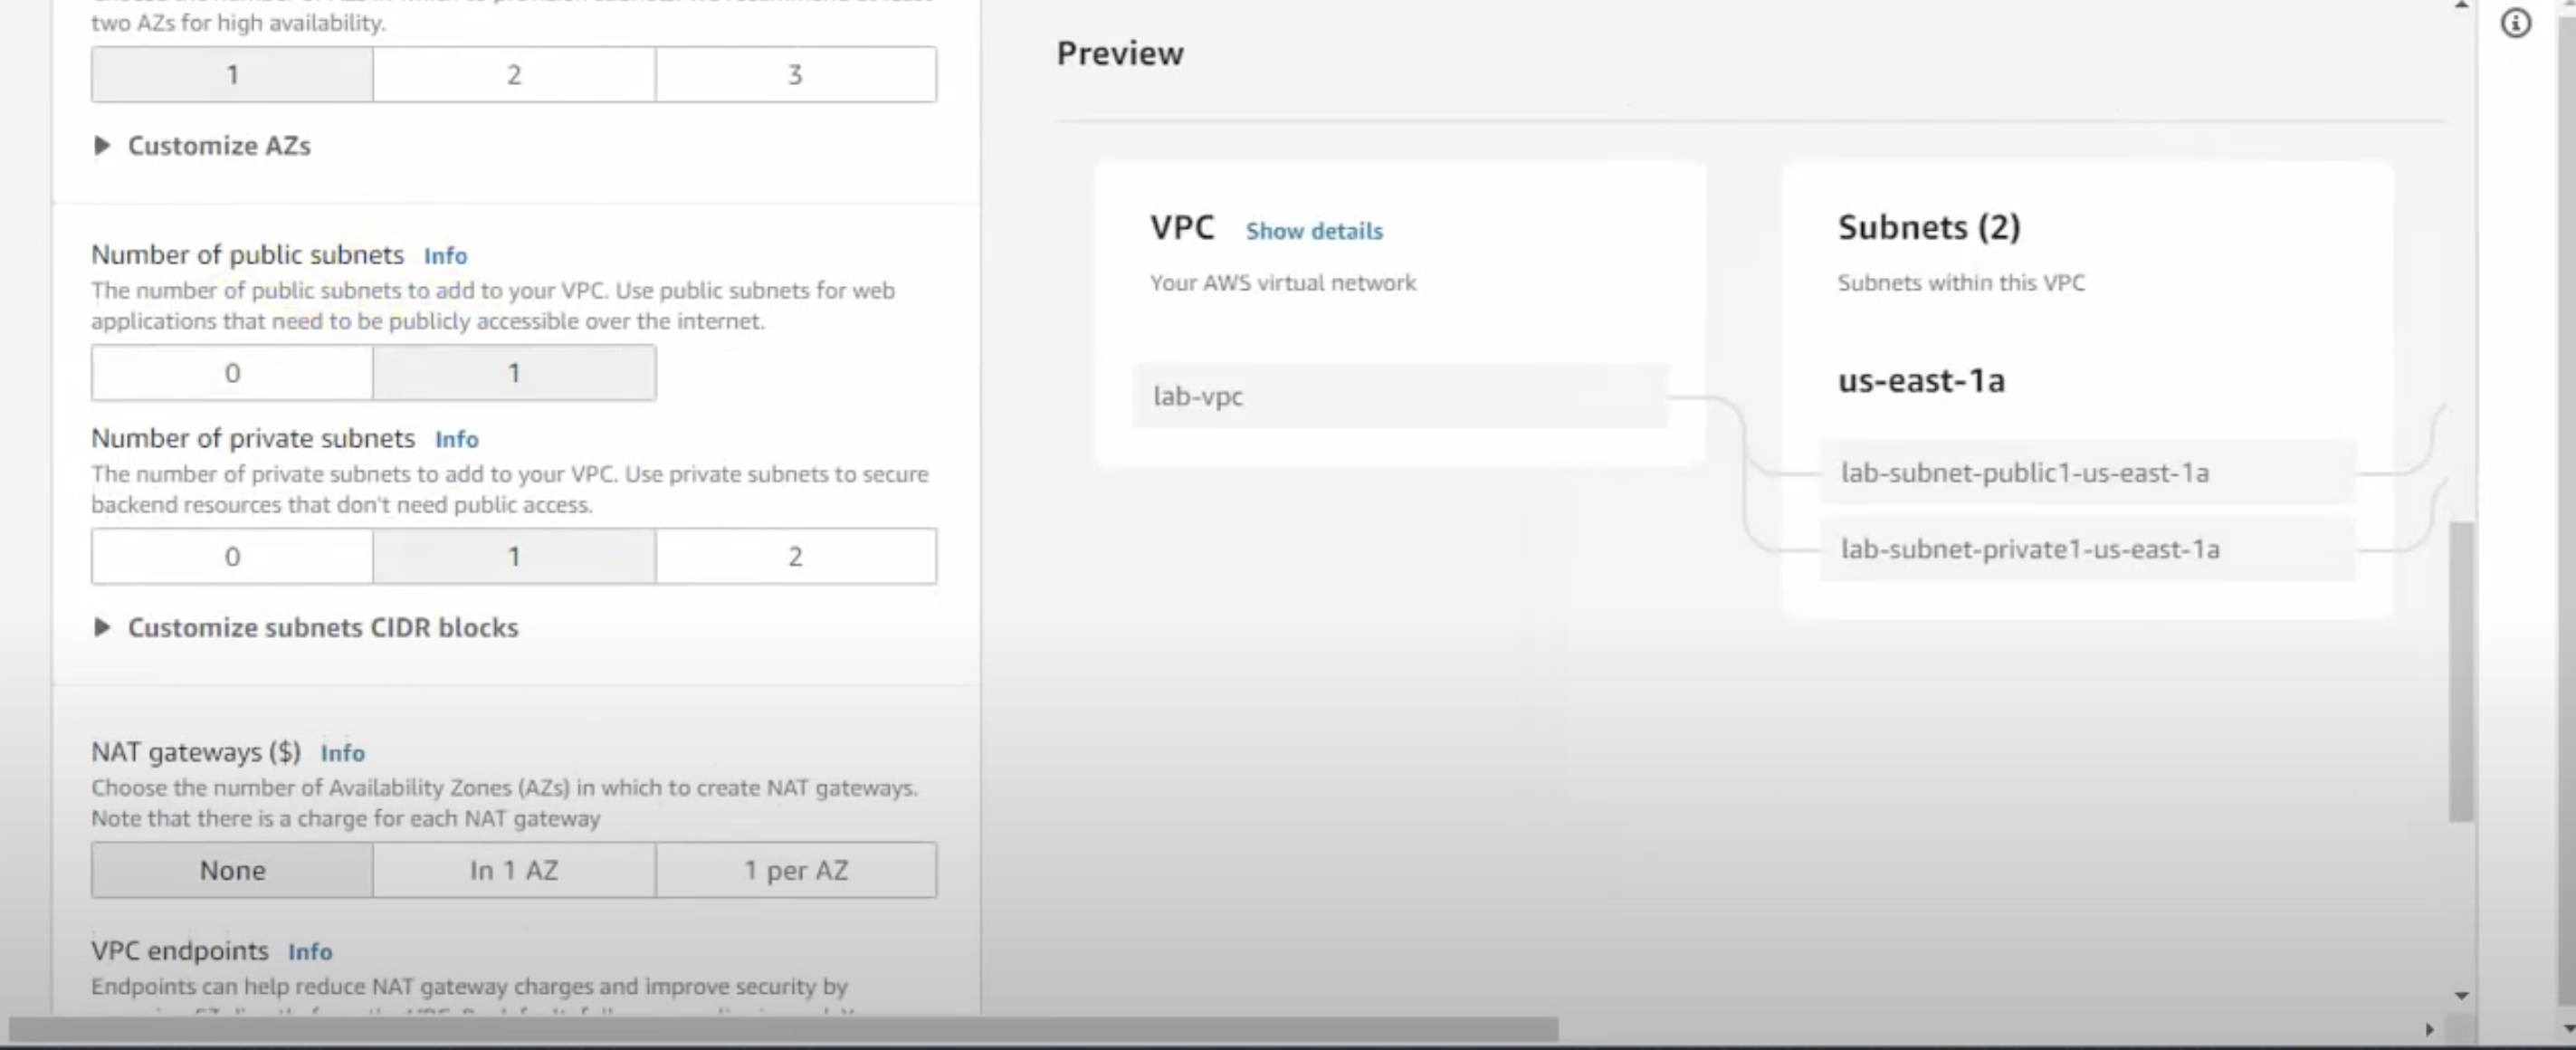 two AZs for high availability.
1
2
3
Customize AZs
Number of public subnets Info
The number of public subnets to add to your VPC. Use public subnets for web
applications that need to be publicly accessible over the internet.
0
1
Number of private subnets Info
The number of private subnets to add to your VPC. Use private subnets to secure
backend resources that don't need public access.
0
1
2
Customize subnets CIDR blocks
NAT gateways ($) Info
Choose the number of Availability Zones (AZs) in which to create NAT gateways.
Note that there is a charge for each NAT gateway
None
In 1 AZ
1 per AZ
VPC endpoints Info
Endpoints can help reduce NAT gateway charges and improve security by
Preview
VPC Show details
Your AWS virtual network
lab-vpc
Subnets (2)
Subnets within this VPC
us-east-1a
lab-subnet-public1-us-east-1a
lab-subnet-private1-us-east-1a